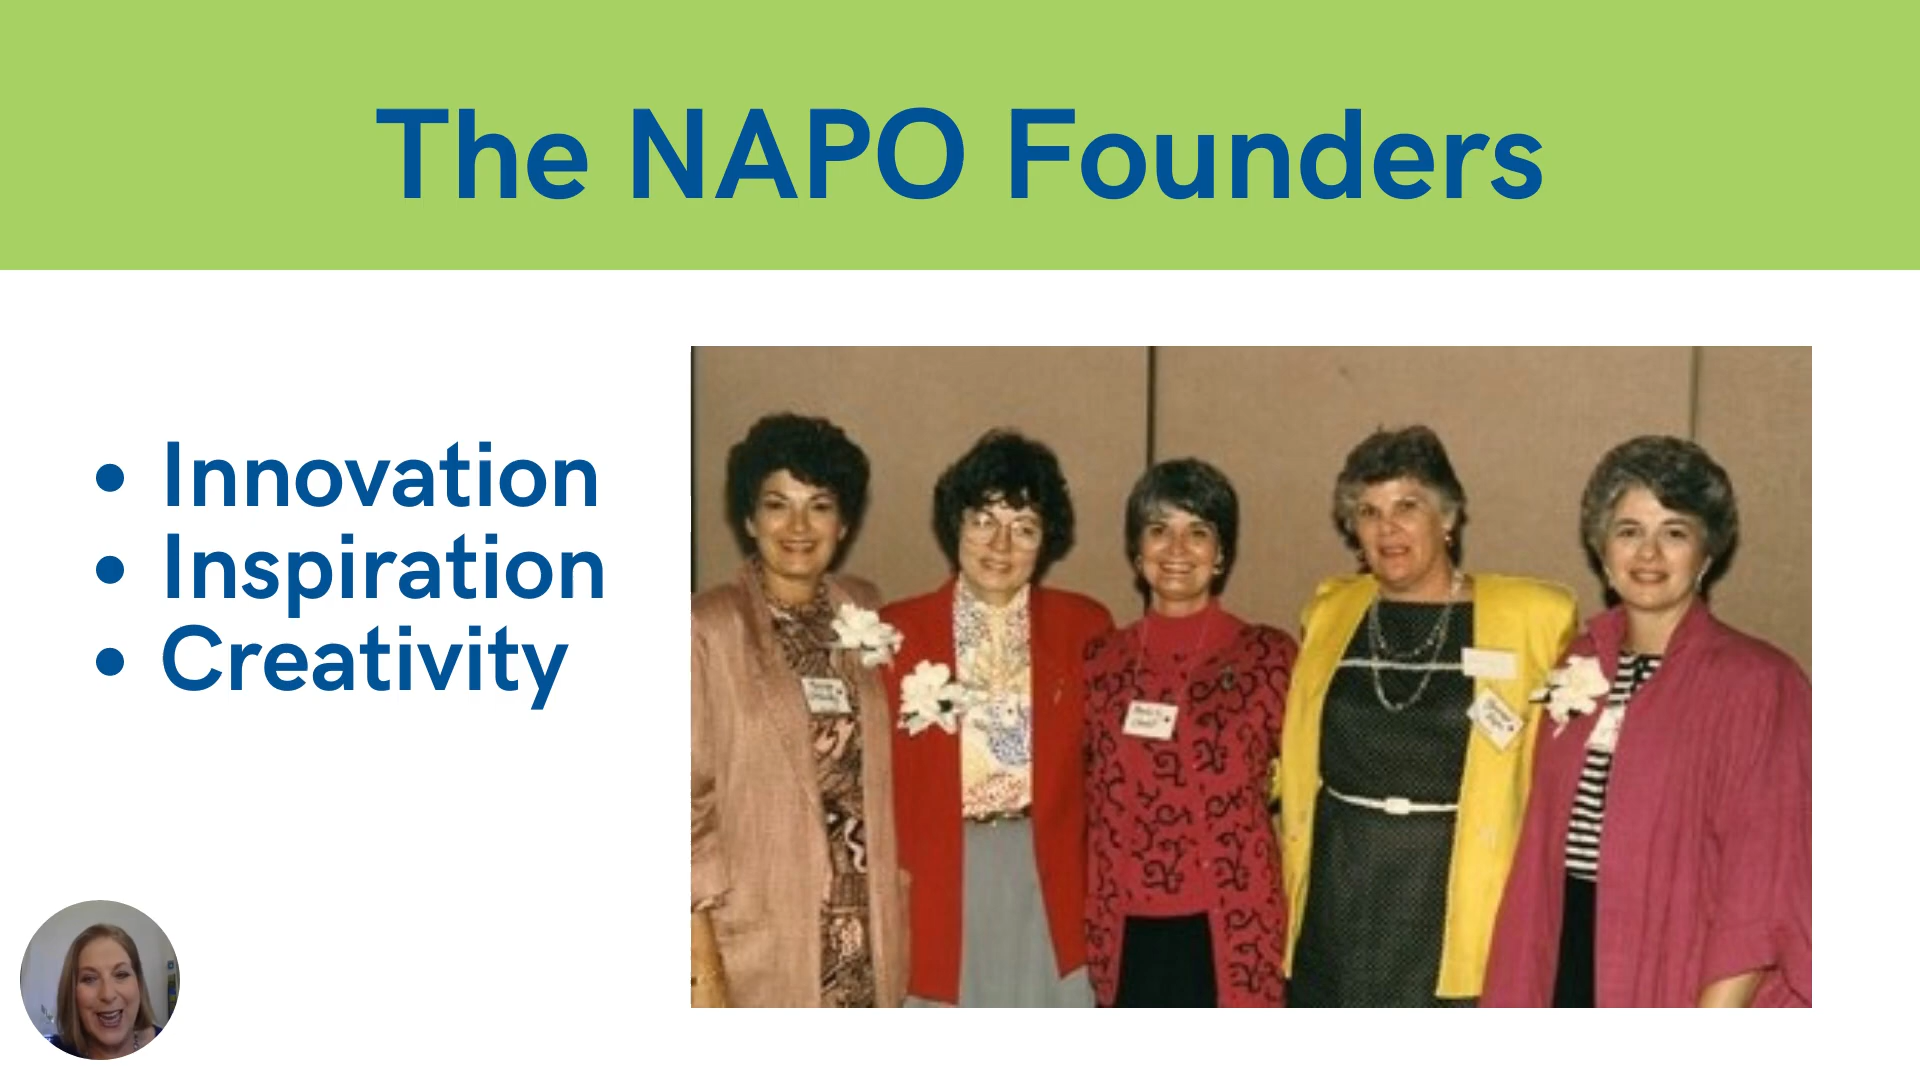 The NAPO Founders
• Innovation
• Inspiration
• Creativity